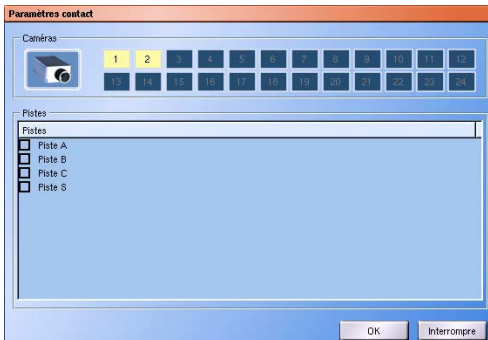 Paramètres contact
Caméras
1 2 3 4 5 6 7 8 9 10 11 12
13 14 15 16 17 18 19 20 21 22 23 24
Pistes
Pistes
Piste A
Piste B
Piste C
Piste S
OK Interrompre